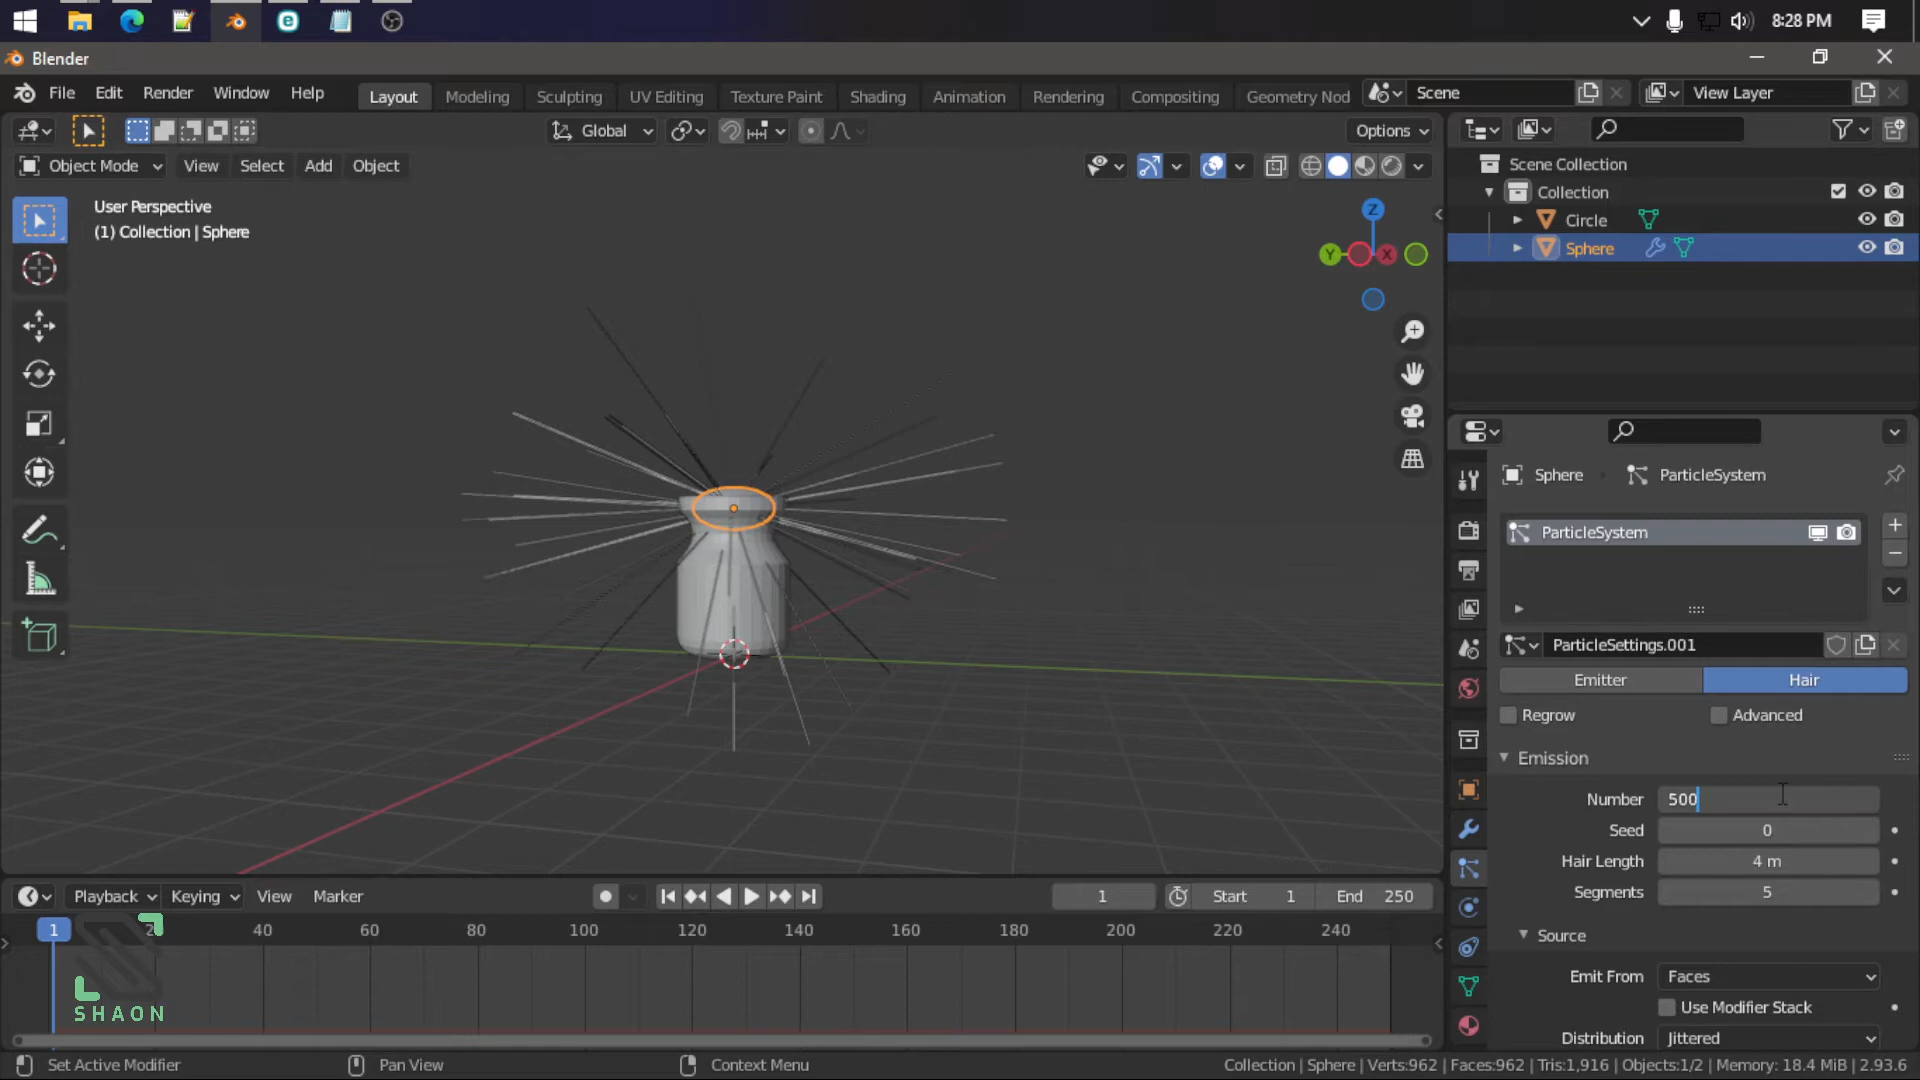 8:28 PM
Blender
File Edit Render Window Help
Layout Modeling Sculpting UV Editing Texture Paint Shading Animation Rendering Compositing Geometry Nod
Scene
View Layer
Global
Options
Object Mode View Select Add Object
User Perspective
(1) Collection | Sphere
Z
Y
X
Scene Collection
Collection
Circle
Sphere
Sphere ParticleSystem
ParticleSystem
ParticleSettings.001
Emitter Hair
Regrow Advanced
Emission
Number 500
Seed 0
Hair Length 4 m
Segments 5
Source
Emit From Faces
Use Modifier Stack
Distribution Jittered
Playback Keying View Marker
1 Start 1 End 250
1 20 40 60 80 100 120 140 160 180 200 220 240
SHAON
Set Active Modifier Pan View Context Menu
Collection | Sphere | Verts:962 | Faces:962 | Tris:1,916 | Objects:1/2 | Memory: 18.4 MiB | 2.93.6